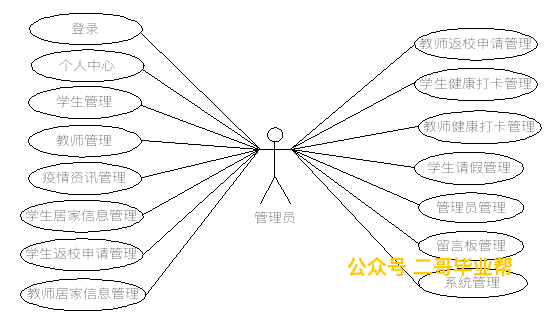 登录
个人中心
学生管理
教师管理
疫情资讯管理
学生居家信息管理
学生返校申请管理
教师居家信息管理
管理员
教师返校申请管理
学生健康打卡管理
教师健康打卡管理
学生请假管理
管理员管理
留言板管理
系统管理
公众号 二哥毕业帮